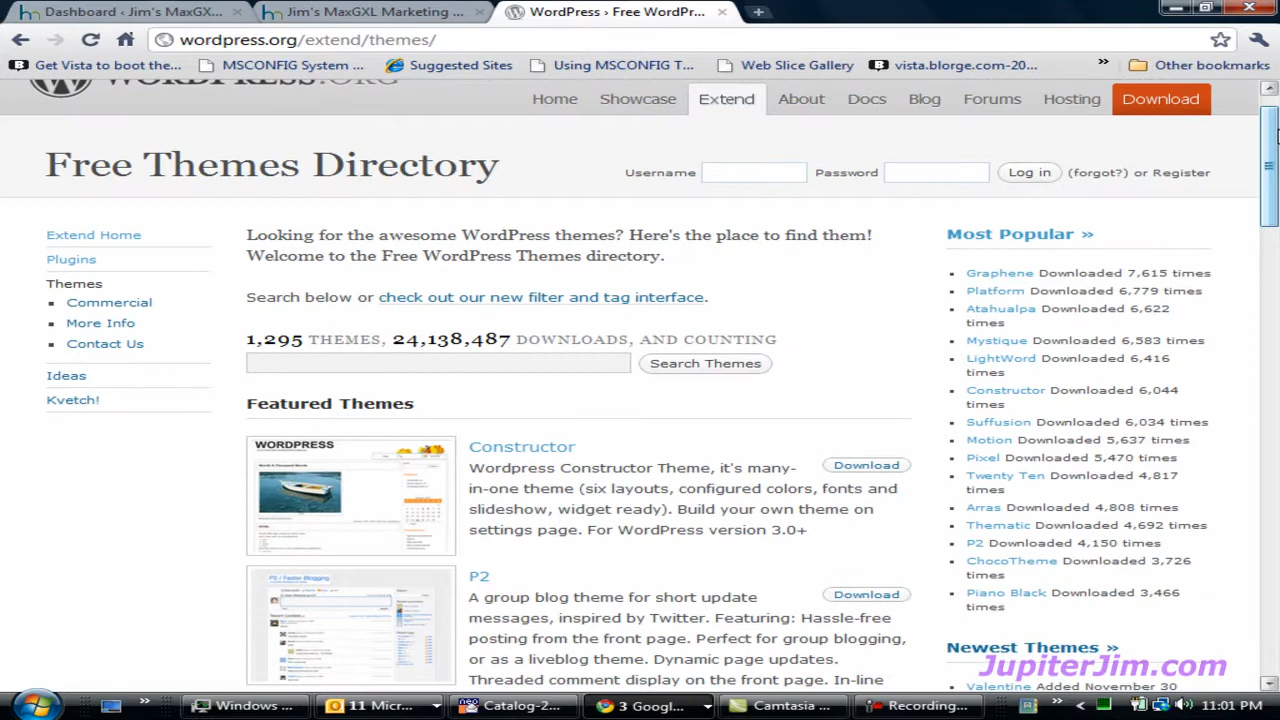 Dashboard ‹ Jim's MaxGX...
Jim's MaxGXL Marketing ...
WordPress › Free WordPr...
wordpress.org/extend/themes/
Get Vista to boot the...
MSCONFIG System ...
Suggested Sites
Using MSCONFIG T...
Web Slice Gallery
vista.blorge.com-20...
»
Other bookmarks
WORDPRESS.ORG
Home
Showcase
Extend
About
Docs
Blog
Forums
Hosting
Download
Free Themes Directory
Username
Password
Log in
(forgot?) or Register
Extend Home
Plugins
Themes
Commercial
More Info
Contact Us
Ideas
Kvetch!
Looking for the awesome WordPress themes? Here's the place to find them!
Welcome to the Free WordPress Themes directory.
Search below or check out our new filter and tag interface.
1,295 THEMES, 24,138,487 DOWNLOADS, AND COUNTING
Search Themes
Featured Themes
WORDPRESS
Constructor
Download
Wordpress Constructor Theme, it's many-
in-one theme (six layouts, configured colors, fonts and
slideshow, widget ready). Build your own theme on
settings page. For WordPress version 3.0+
P2 / Faster Blogging
P2
Download
A group blog theme for short update
messages, inspired by Twitter. Featuring: Hassle-free
posting from the front page. Perfect for group blogging,
or as a liveblog theme. Dynamic page updates.
Threaded comment display on the front page. In-line
Most Popular »
Graphene Downloaded 7,615 times
Platform Downloaded 6,779 times
Atahualpa Downloaded 6,622
times
Mystique Downloaded 6,583 times
LightWord Downloaded 6,416
times
Constructor Downloaded 6,044
times
Suffusion Downloaded 6,034 times
Motion Downloaded 5,637 times
Pixel Downloaded 5,470 times
Twenty Ten Downloaded 4,817
times
Arras Downloaded 4,808 times
Thematic Downloaded 4,692 times
P2 Downloaded 4,150 times
ChocoTheme Downloaded 3,726
times
Piano Black Downloaded 3,466
times
Newest Themes »
Valentine Added November 30
JupiterJim.com
»
Windows ...
11 Micr...
Catalog-2...
3 Googl...
Camtasia ...
Recording...
»
11:01 PM